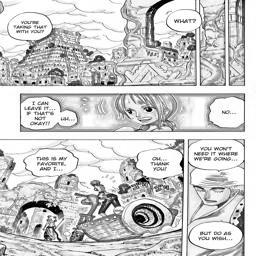 WHAT?
YOU'RE
TAKING THAT
WITH YOU?
NO...
I CAN
LEAVE IT
IF THAT'S
NOT
OKAY!!
UH...
YOU WON'T
NEED IT WHERE
WE'RE GOING...
BUT DO AS
YOU WISH...
OH...
THANK
YOU!
THIS IS MY
FAVORITE,
AND I...